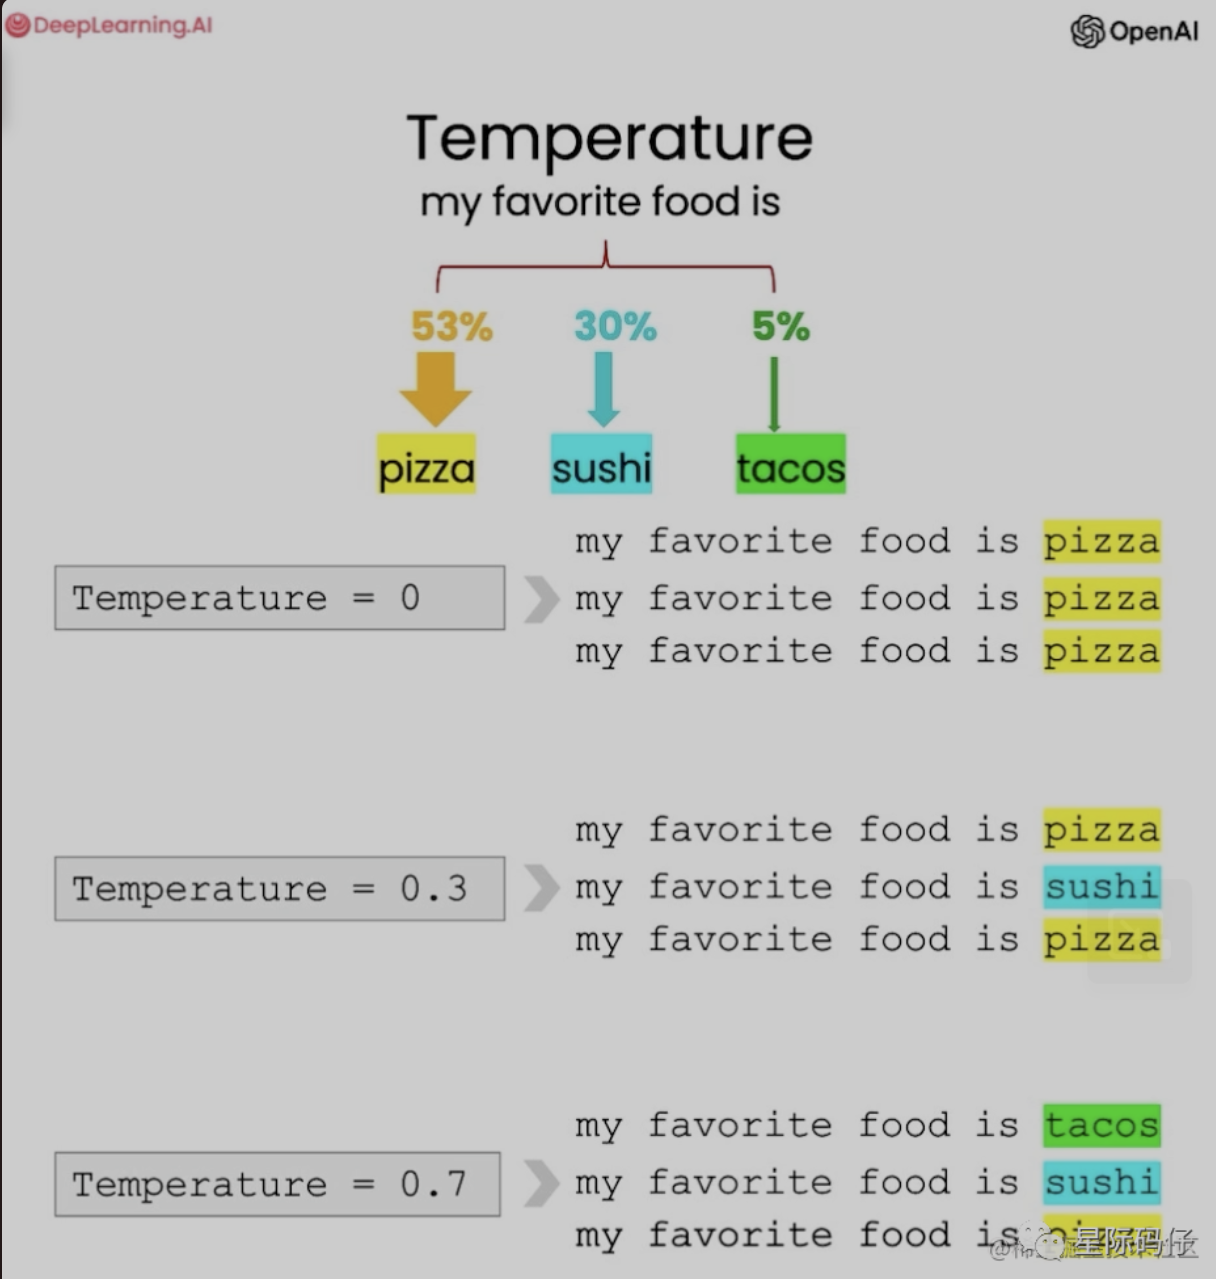 DeepLearning.AI
OpenAI
Temperature
my favorite food is
53% 30% 5%
pizza sushi tacos
my favorite food is pizza
Temperature = 0
my favorite food is pizza
my favorite food is pizza
my favorite food is pizza
Temperature = 0.3
my favorite food is sushi
my favorite food is pizza
my favorite food is tacos
Temperature = 0.7
my favorite food is sushi
my favorite food is pizza
星际码仔